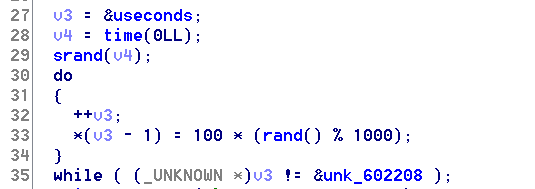 27 v3 = &useconds;
28 v4 = time(0LL);
29 srand(v4);
30 do
31 {
32 ++v3;
33 *(v3 - 1) = 100 * (rand() % 1000);
34 }
35 while ( (_UNKNOWN *)v3 != &unk_602208 );